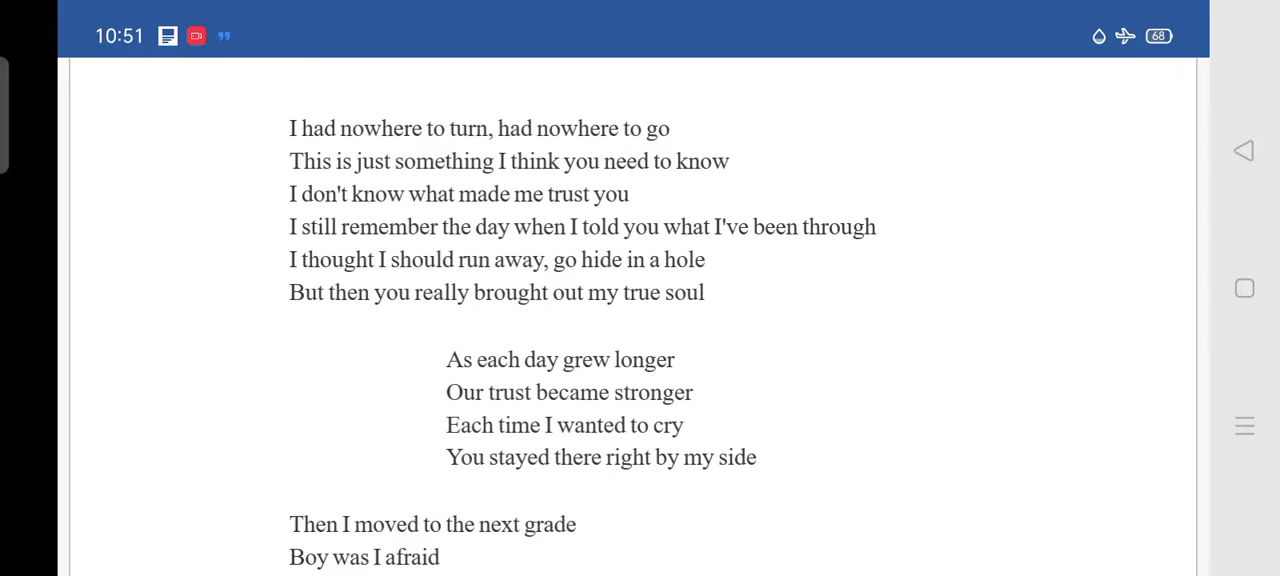 10:51
68
I had nowhere to turn, had nowhere to go
This is just something I think you need to know
I don't know what made me trust you
I still remember the day when I told you what I've been through
I thought I should run away, go hide in a hole
But then you really brought out my true soul
As each day grew longer
Our trust became stronger
Each time I wanted to cry
You stayed there right by my side
Then I moved to the next grade
Boy was I afraid